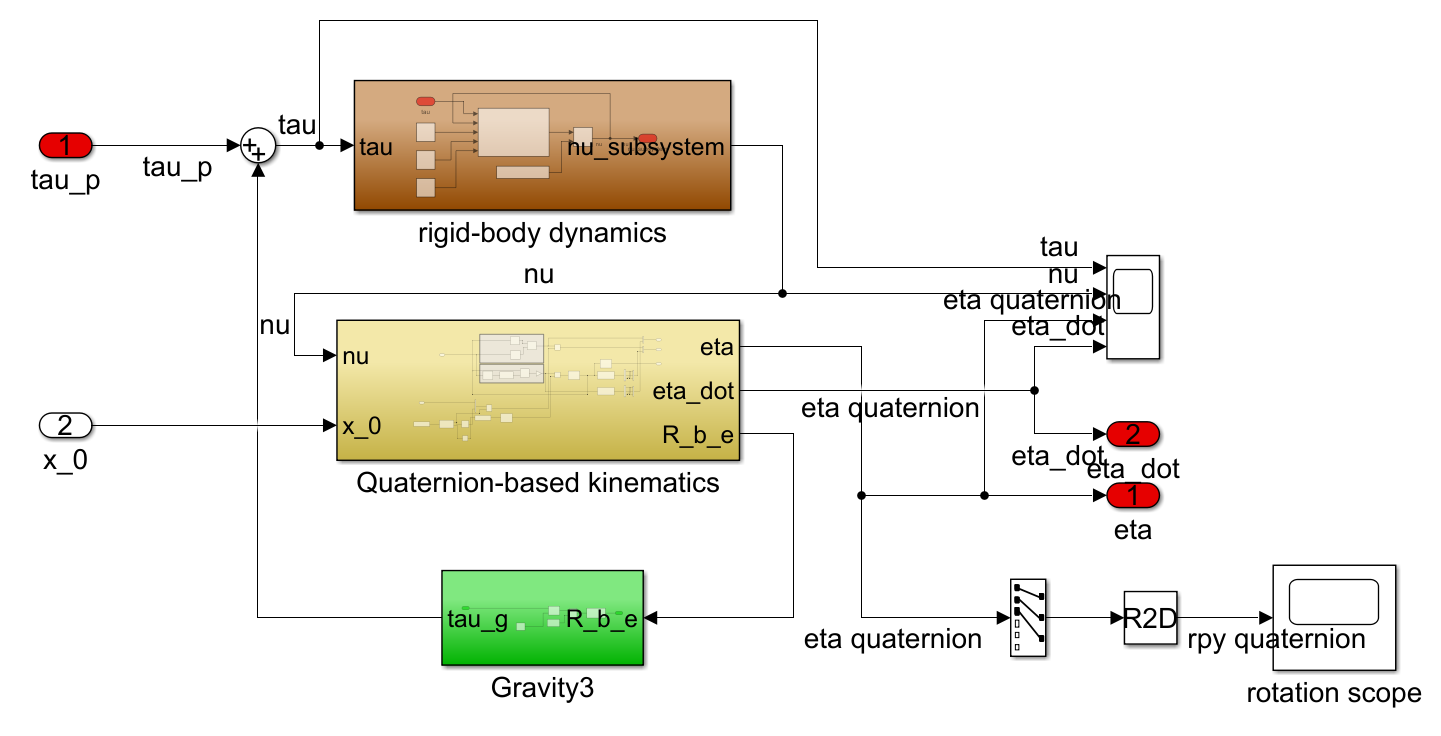 tau
1
tau_p
tau_p
tau
nu_subsystem
rigid-body dynamics
tau
nu
nu
eta quaternion
eta_dot
nu
nu
eta
eta_dot
eta quaternion
R_b_e
2
x_0
x_0
2
eta_dot
eta_dot
Quaternion-based kinematics
1
eta
tau_g
R_b_e
Gravity3
eta quaternion
R2D
rpy quaternion
rotation scope